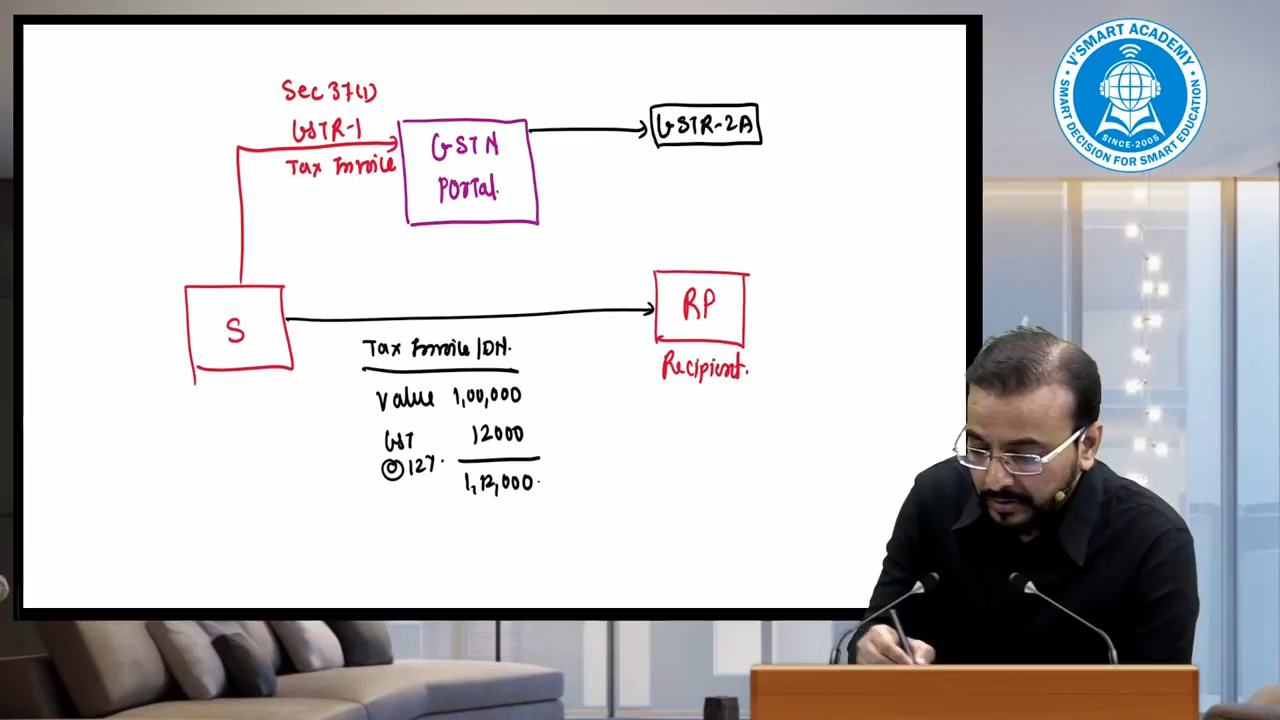 Sec 37(1)
GSTR-1
Tax Invoice
GSTN
Portal.
GSTR-2A
S
RP
Recipient.
Tax Invoice/DN.
Value 1,00,000
GST 12000
@12%.
1,12,000.
V'SMART ACADEMY
SMART DECISION FOR SMART EDUCATION
SINCE-2005